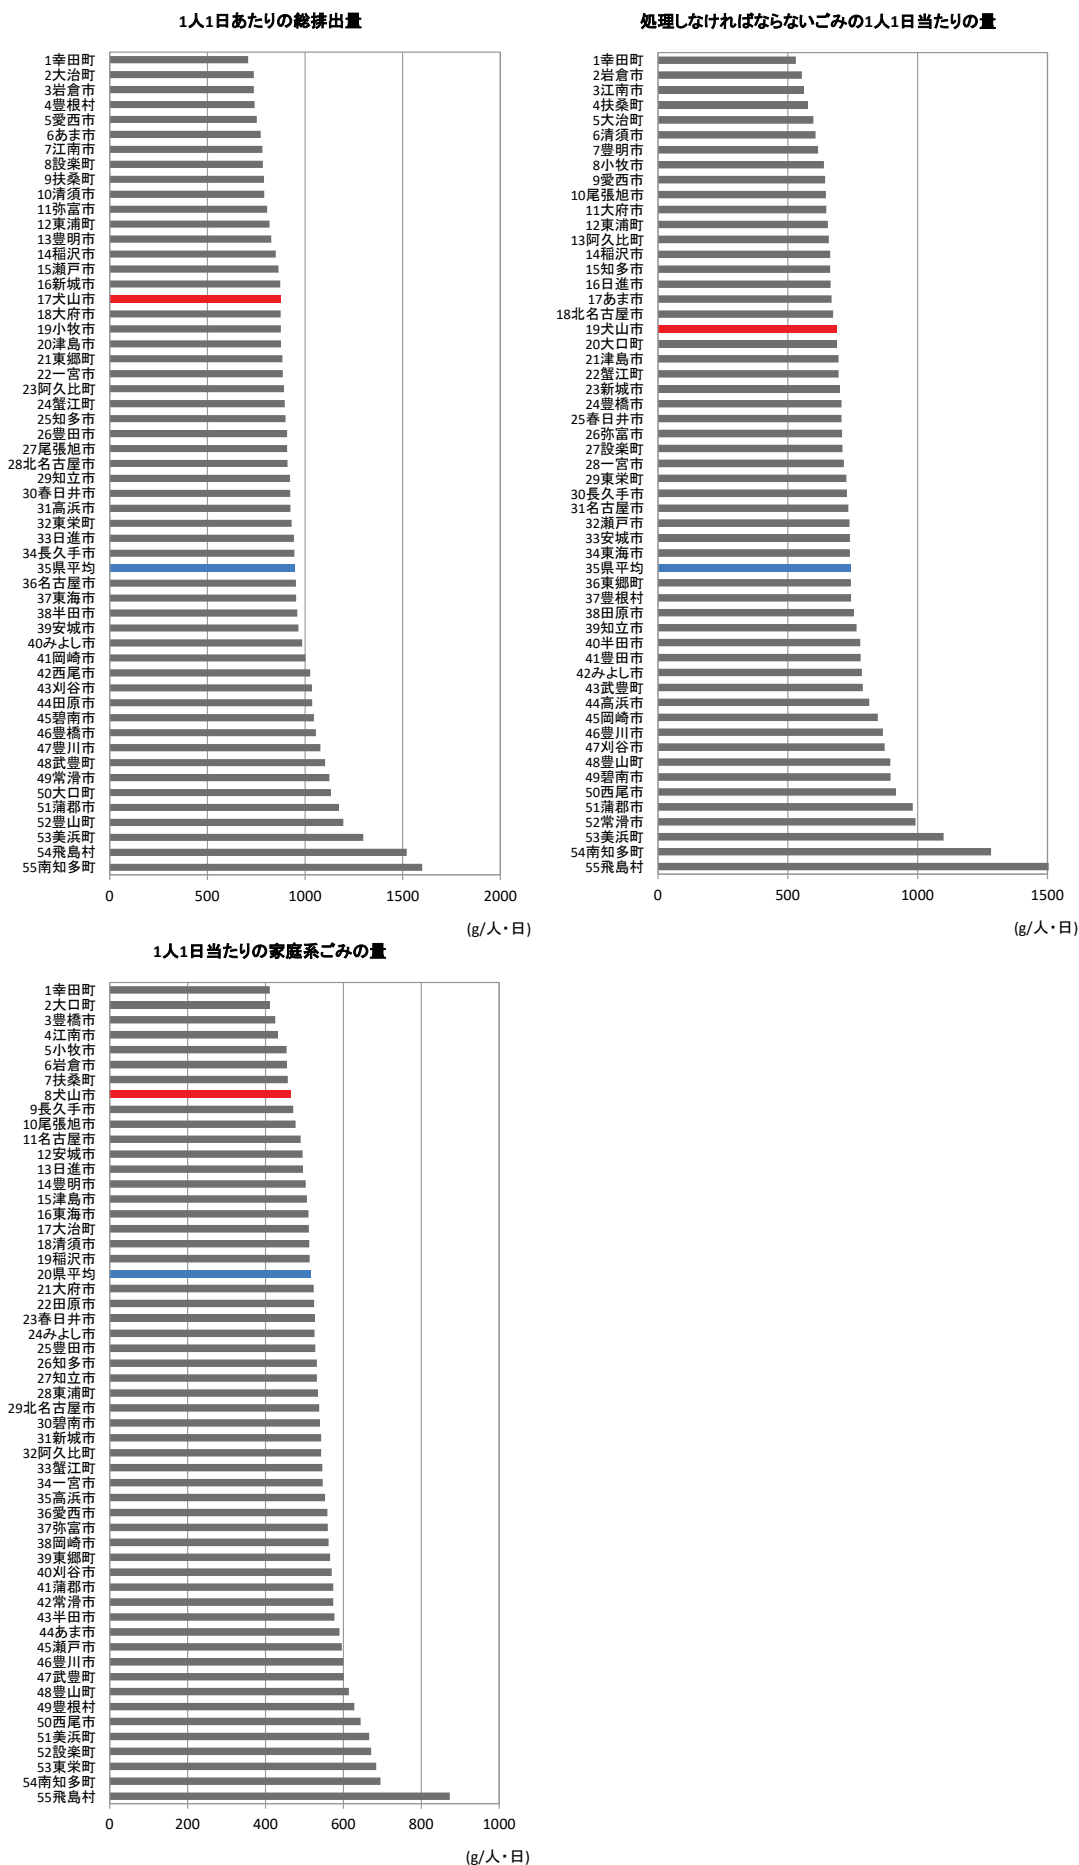 1人1日あたりの総排出量
1幸田町
2大治町
3岩倉市
4豊根村
5愛西市
6あま市
7江南市
8設楽町
9扶桑町
10清須市
11弥富市
12東浦町
13豊明市
14稲沢市
15瀬戸市
16新城市
17犬山市
18大府市
19小牧市
20津島市
21東郷町
22一宮市
23阿久比町
24蟹江町
25知多市
26豊田市
27尾張旭市
28北名古屋市
29知立市
30春日井市
31高浜市
32東栄町
33日進市
34長久手市
35県平均
36名古屋市
37東海市
38半田市
39安城市
40みよし市
41岡崎市
42西尾市
43刈谷市
44田原市
45碧南市
46豊橋市
47豊川市
48武豊町
49常滑市
50大口町
51蒲郡市
52豊山町
53美浜町
54飛島村
55南知多町
0 500 1000 1500 2000
(g/人・日)
処理しなければならないごみの1人1日当たりの量
1幸田町
2岩倉市
3江南市
4扶桑町
5大治町
6清須市
7豊明市
8小牧市
9愛西市
10尾張旭市
11大府市
12東浦町
13阿久比町
14稲沢市
15知多市
16日進市
17あま市
18北名古屋市
19犬山市
20大口町
21津島市
22蟹江町
23新城市
24豊橋市
25春日井市
26弥富市
27設楽町
28一宮市
29東栄町
30長久手市
31名古屋市
32瀬戸市
33安城市
34東海市
35県平均
36東郷町
37豊根村
38田原市
39知立市
40半田市
41豊田市
42みよし市
43武豊町
44高浜市
45岡崎市
46豊川市
47刈谷市
48豊山町
49碧南市
50西尾市
51蒲郡市
52常滑市
53美浜町
54南知多町
55飛島村
0 500 1000 1500
(g/人・日)
1人1日当たりの家庭系ごみの量
1幸田町
2大口町
3豊橋市
4江南市
5小牧市
6岩倉市
7扶桑町
8犬山市
9長久手市
10尾張旭市
11名古屋市
12安城市
13日進市
14豊明市
15津島市
16東海市
17大治町
18清須市
19稲沢市
20県平均
21大府市
22田原市
23春日井市
24みよし市
25豊田市
26知多市
27知立市
28東浦町
29北名古屋市
30碧南市
31新城市
32阿久比町
33蟹江町
34一宮市
35高浜市
36愛西市
37弥富市
38岡崎市
39東郷町
40刈谷市
41蒲郡市
42常滑市
43半田市
44あま市
45瀬戸市
46豊川市
47武豊町
48豊山町
49豊根村
50西尾市
51美浜町
52設楽町
53東栄町
54南知多町
55飛島村
0 200 400 600 800 1000
(g/人・日)